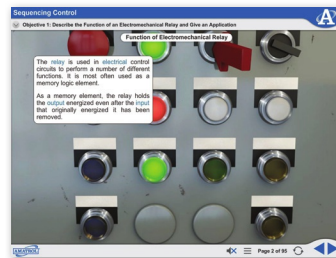 Sequencing Control
Objective 1: Describe the Function of an Electromechanical Relay and Give an Application
Function of Electromechanical Relay
The relay is used in electrical control
circuits to perform a number of different
functions. It is most often used as a
memory logic element.
As a memory element, the relay holds
the output energized even after the input
that originally energized it has been
removed.
AMATROL
Page 2 of 95